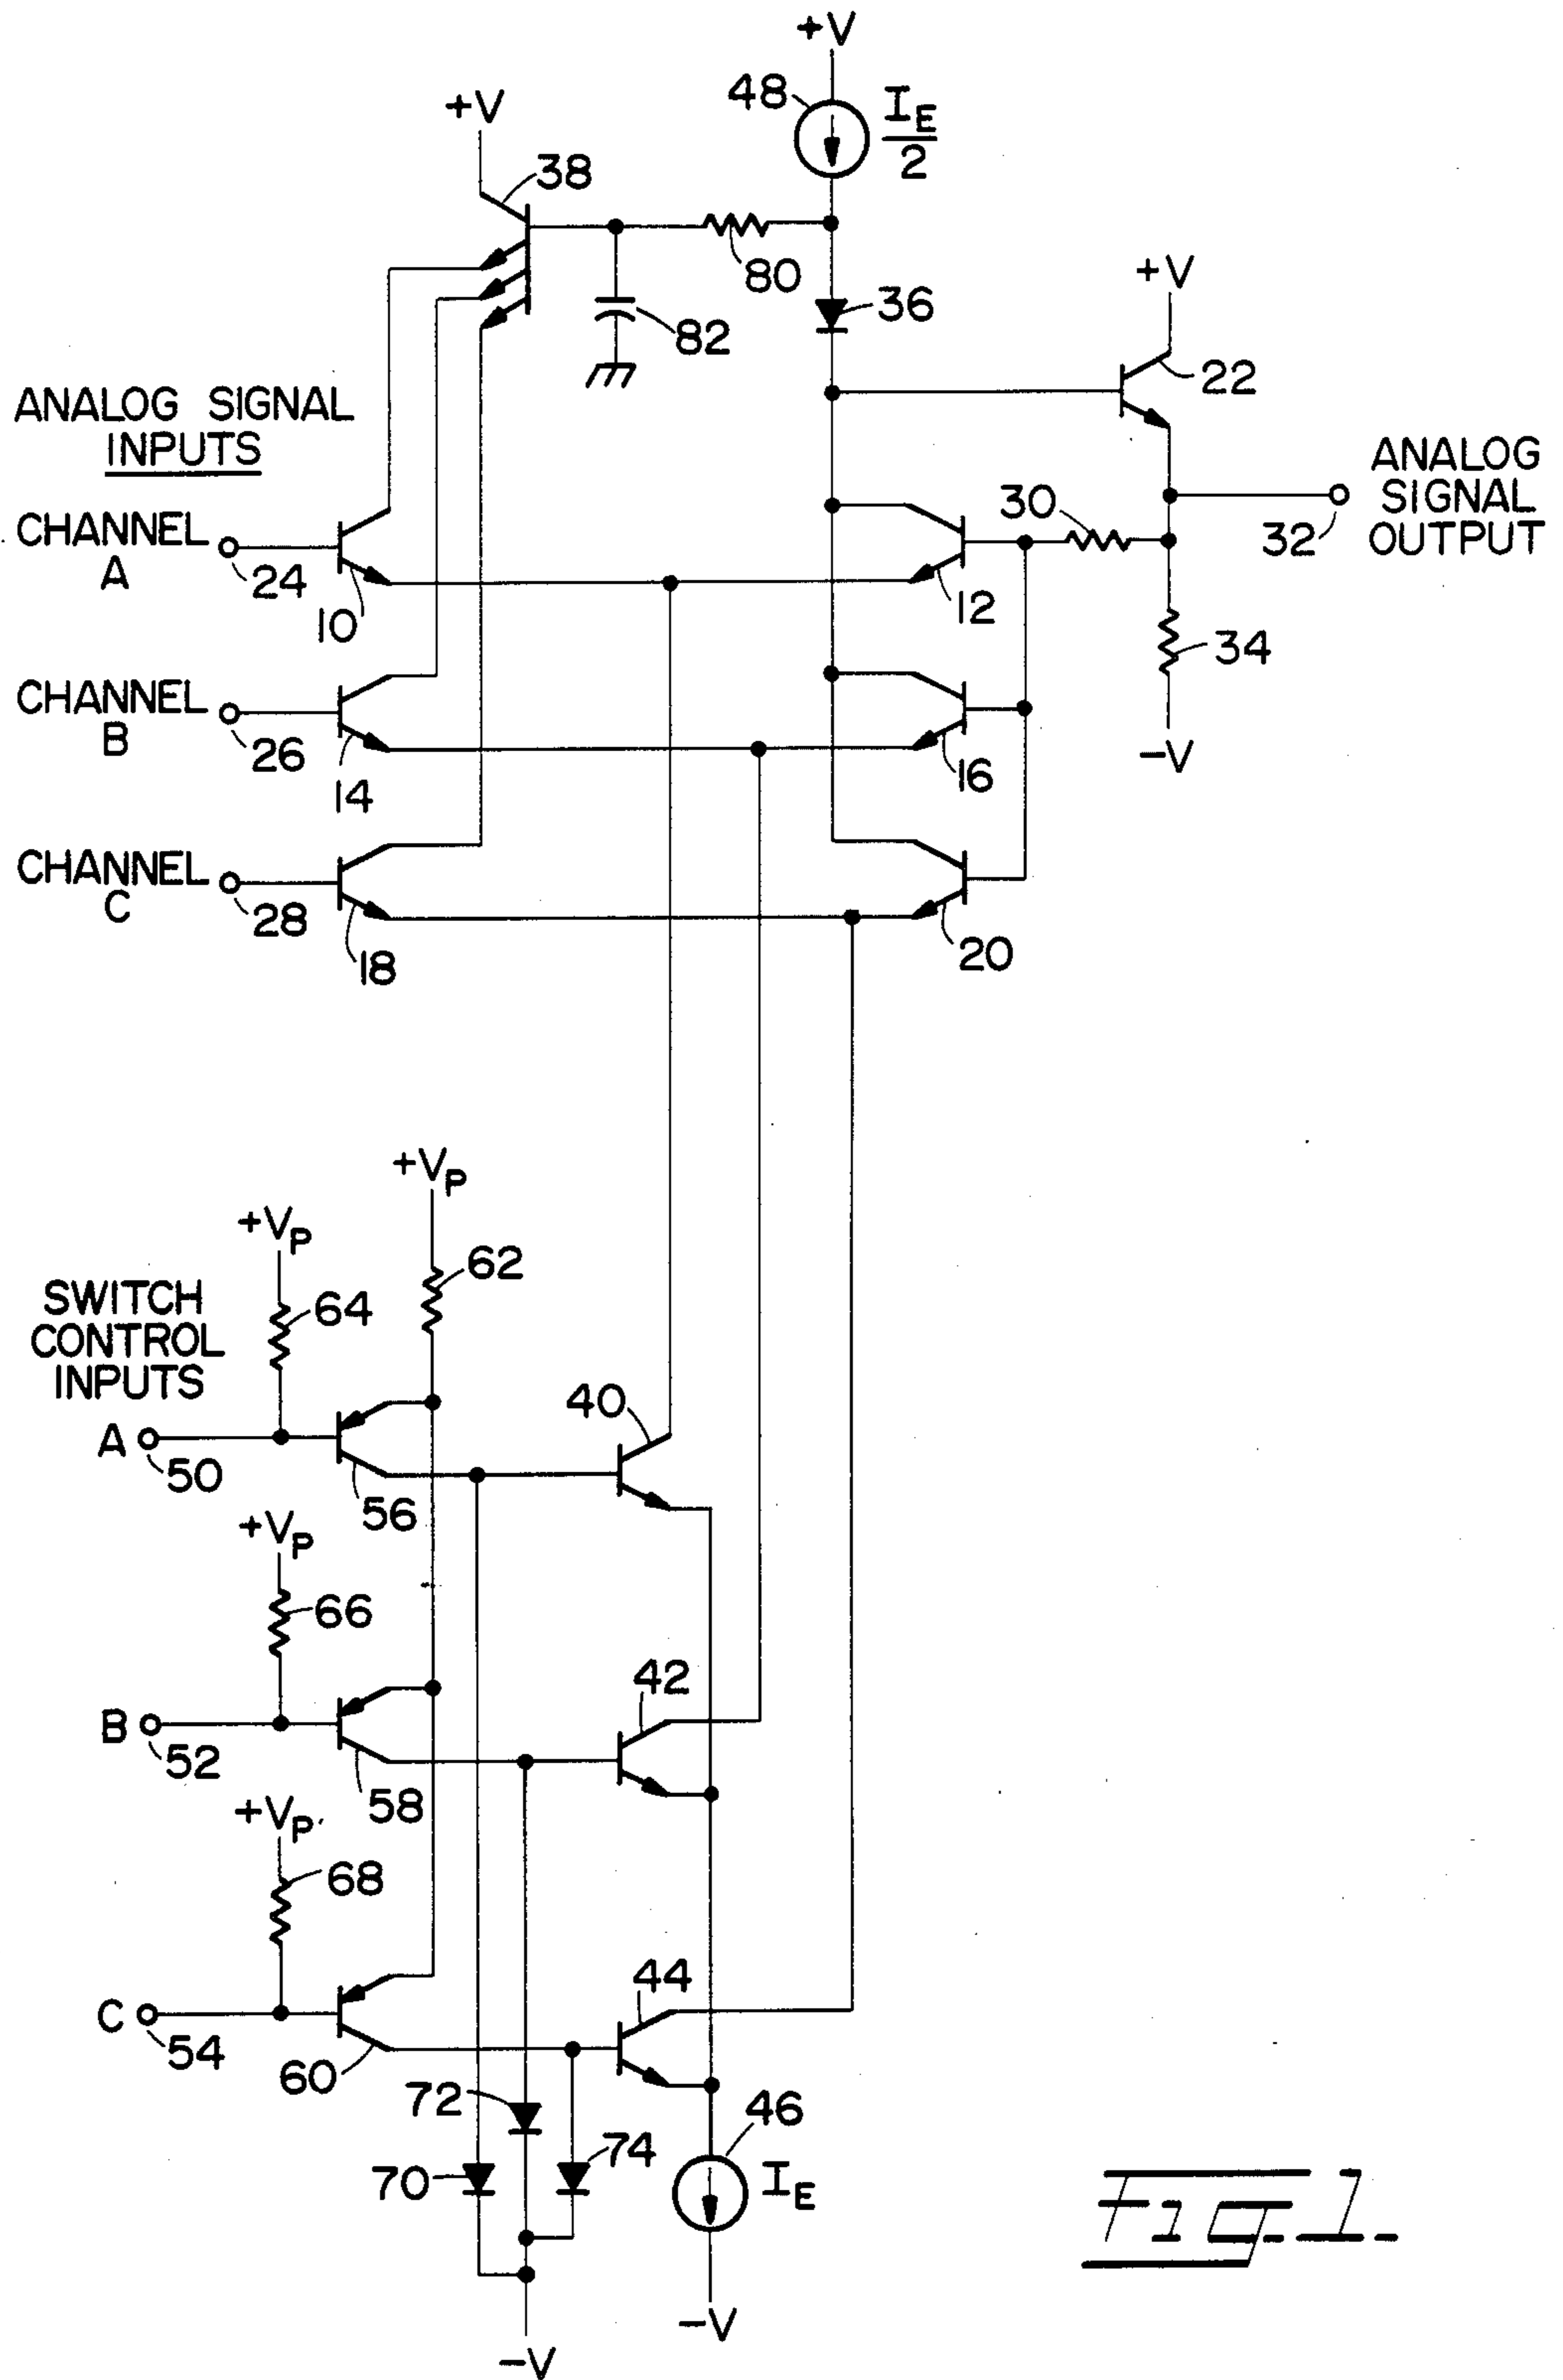 +V
48
I_E
2
+V
38
80
36
82
+V
22
ANALOG SIGNAL
INPUTS
ANALOG
SIGNAL
OUTPUT
30
32
CHANNEL
A
24
10
12
34
-V
CHANNEL
B
26
14
16
CHANNEL
C
28
18
20
+V_P
+V_P
62
64
SWITCH
CONTROL
INPUTS
A
50
56
40
+V_P
66
42
B
52
58
+V_P
68
44
C
54
60
72
46
70
74
I_E
-V
-V
Fig. 1.